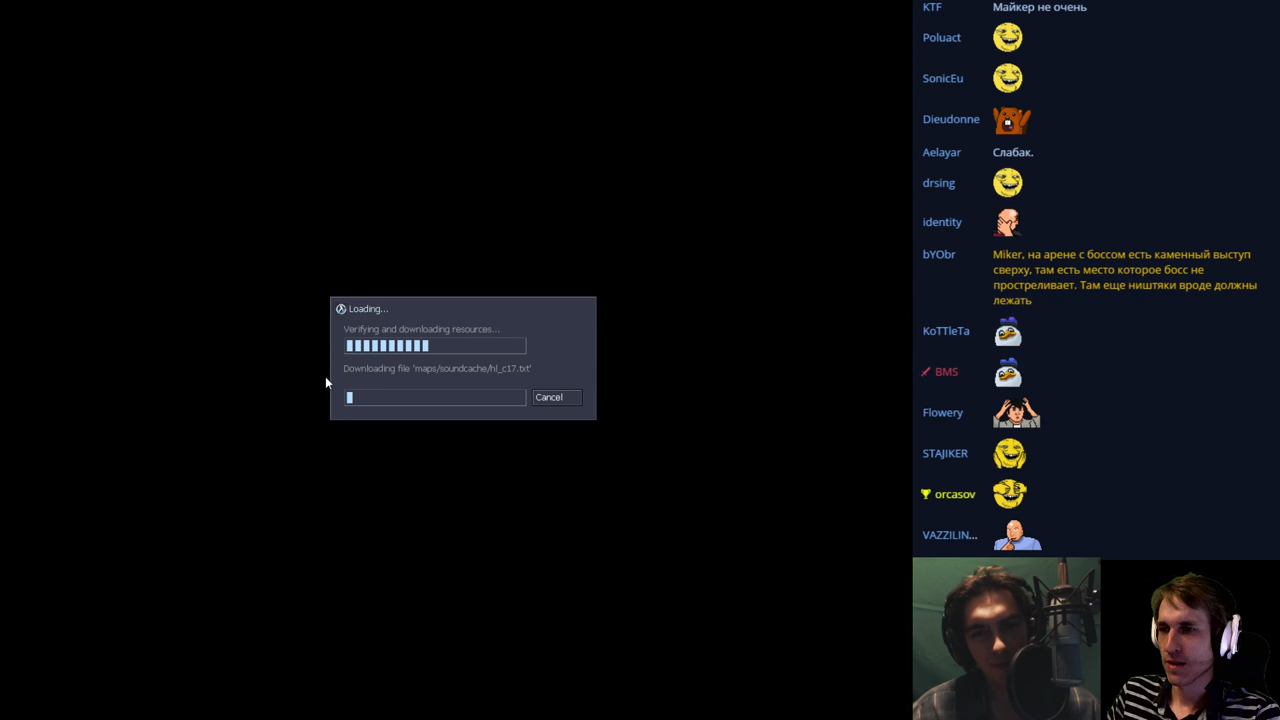 Loading...
Verifying and downloading resources...
Downloading file 'maps/soundcache/hl_c17.txt'
Cancel
KTF Майкер не очень
Poluact
SonicEu
Dieudonne
Aelayar Слабак.
drsing
identity
bYObr Miker, на арене с боссом есть каменный выступ
сверху, там есть место которое босс не
простреливает. Там еще ништяки вроде должны
лежать
KoTTleTa
BMS
Flowery
STAJIKER
orcasov
VAZZILIN...